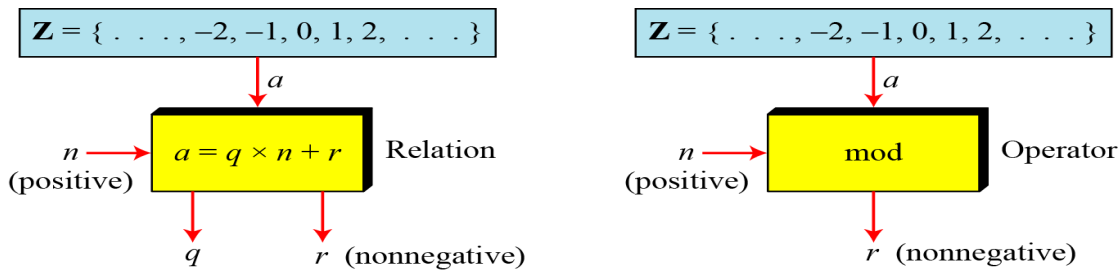 Z = { . . . , –2, –1, 0, 1, 2, . . . }
a
n
(positive)
a = q × n + r
Relation
q
r (nonnegative)
Z = { . . . , –2, –1, 0, 1, 2, . . . }
a
n
(positive)
mod
Operator
r (nonnegative)